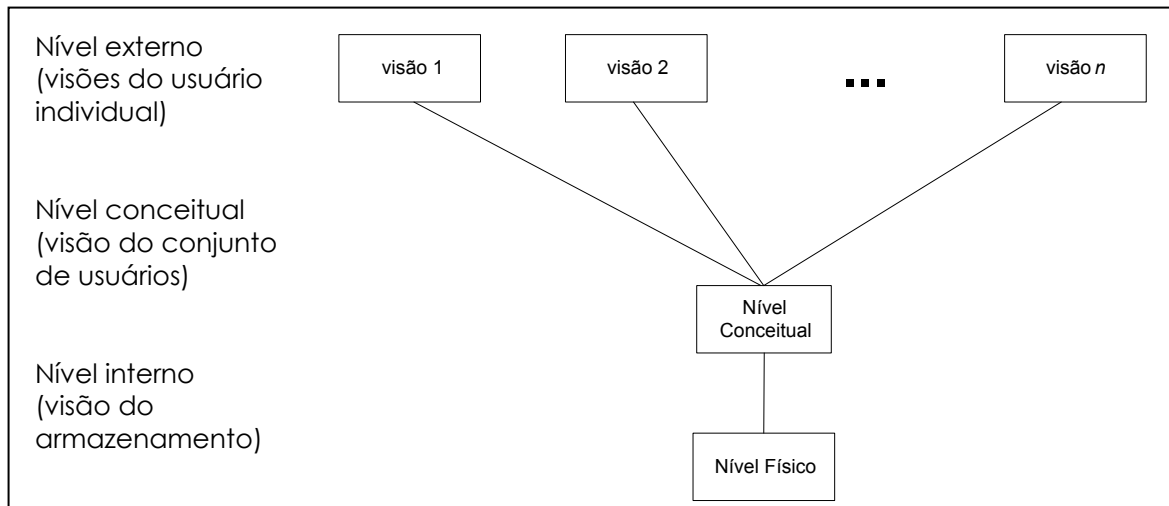 Nível externo
(visões do usuário
individual)
visão 1
visão 2
...
visão n
Nível conceitual
(visão do conjunto
de usuários)
Nível
Conceitual
Nível interno
(visão do
armazenamento)
Nível Físico